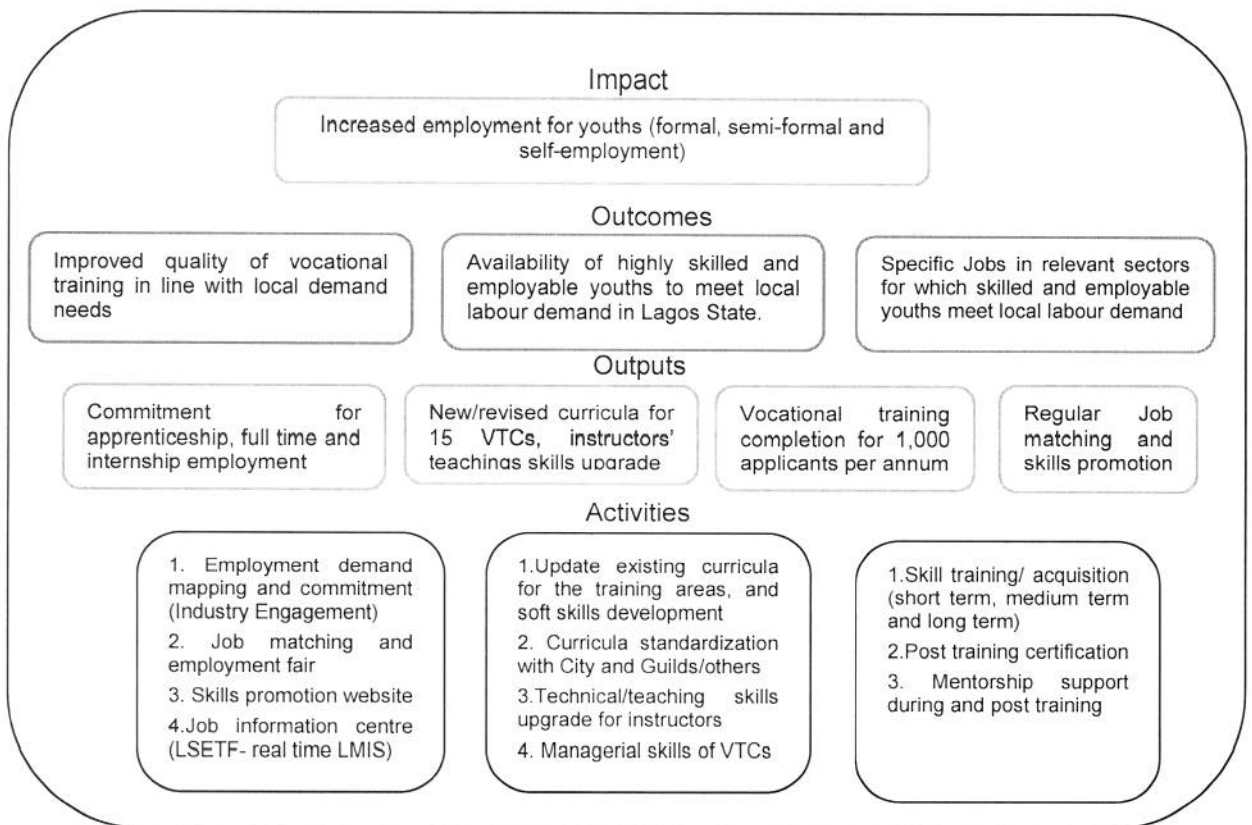 Impact
Increased employment for youths (formal, semi-formal and
self-employment)
Outcomes
Improved quality of vocational
training in line with local demand
needs
Availability of highly skilled and
employable youths to meet local
labour demand in Lagos State.
Specific Jobs in relevant sectors
for which skilled and employable
youths meet local labour demand
Outputs
Commitment for
apprenticeship, full time and
internship employment
New/revised curricula for
15 VTCs, instructors'
teachings skills upgrade
Vocational training
completion for 1,000
applicants per annum
Regular Job
matching and
skills promotion
Activities
1. Employment demand
mapping and commitment
(Industry Engagement)
2. Job matching and
employment fair
3. Skills promotion website
4.Job information centre
(LSETF- real time LMIS)
1.Update existing curricula
for the training areas, and
soft skills development
2. Curricula standardization
with City and Guilds/others
3.Technical/teaching skills
upgrade for instructors
4. Managerial skills of VTCs
1.Skill training/ acquisition
(short term, medium term
and long term)
2.Post training certification
3. Mentorship support
during and post training